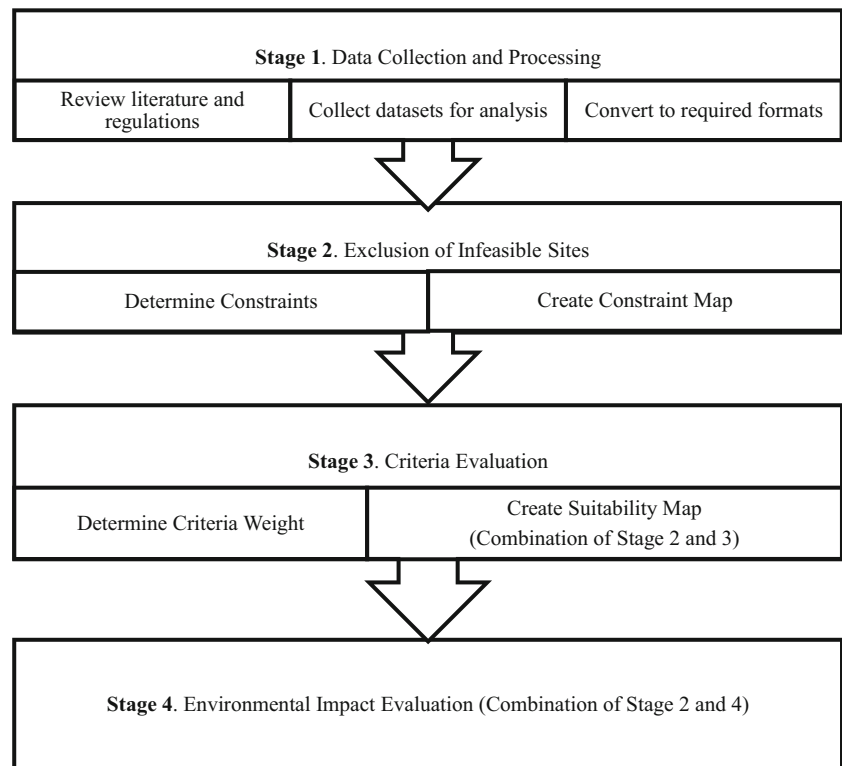 Stage 1. Data Collection and Processing
Review literature and
regulations
Collect datasets for analysis
Convert to required formats
Stage 2. Exclusion of Infeasible Sites
Determine Constraints
Create Constraint Map
Stage 3. Criteria Evaluation
Determine Criteria Weight
Create Suitability Map
(Combination of Stage 2 and 3)
Stage 4. Environmental Impact Evaluation (Combination of Stage 2 and 4)